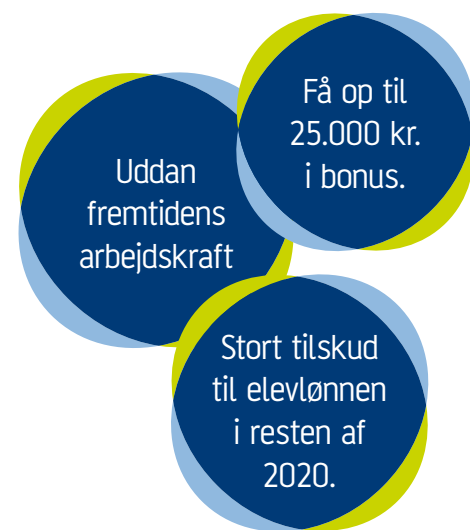 Få op til
25.000 kr.
i bonus.
Uddan
fremtidens
arbejdskraft
Stort tilskud
til elevlønnen
i resten af
2020.